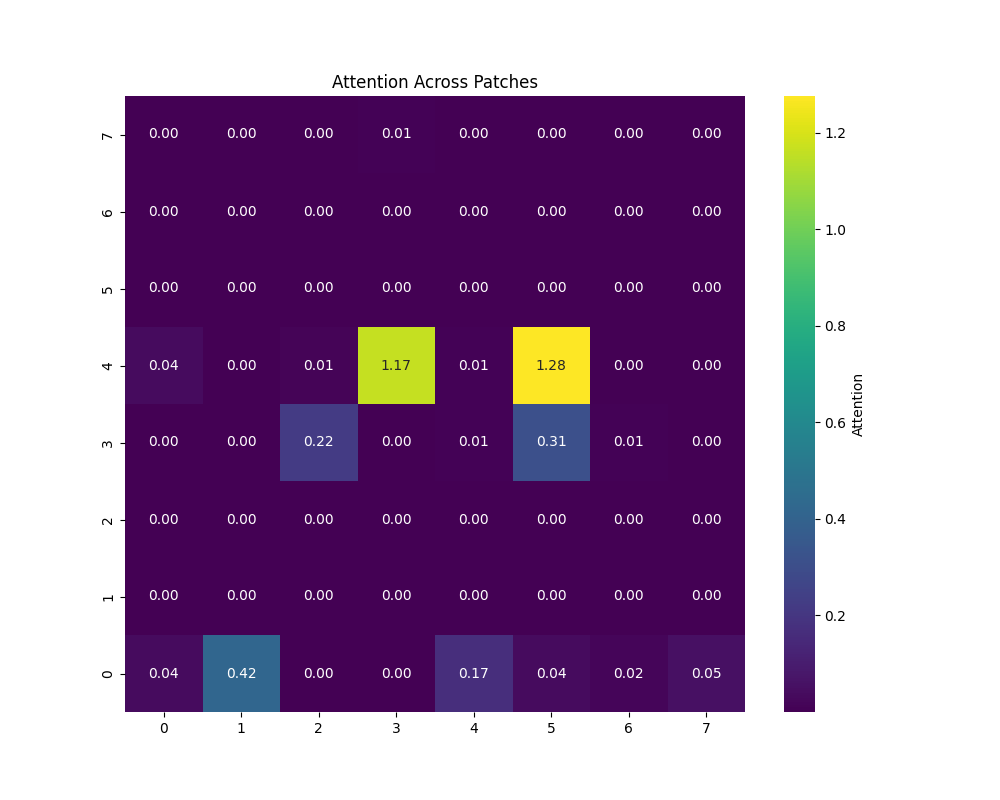 Attention Across Patches
7 0.00 0.00 0.00 0.01 0.00 0.00 0.00 0.00
6 0.00 0.00 0.00 0.00 0.00 0.00 0.00 0.00
5 0.00 0.00 0.00 0.00 0.00 0.00 0.00 0.00
4 0.04 0.00 0.01 1.17 0.01 1.28 0.00 0.00
3 0.00 0.00 0.22 0.00 0.01 0.31 0.01 0.00
2 0.00 0.00 0.00 0.00 0.00 0.00 0.00 0.00
1 0.00 0.00 0.00 0.00 0.00 0.00 0.00 0.00
0 0.04 0.42 0.00 0.00 0.17 0.04 0.02 0.05
0 1 2 3 4 5 6 7
1.2
1.0
0.8
0.6
0.4
0.2
Attention